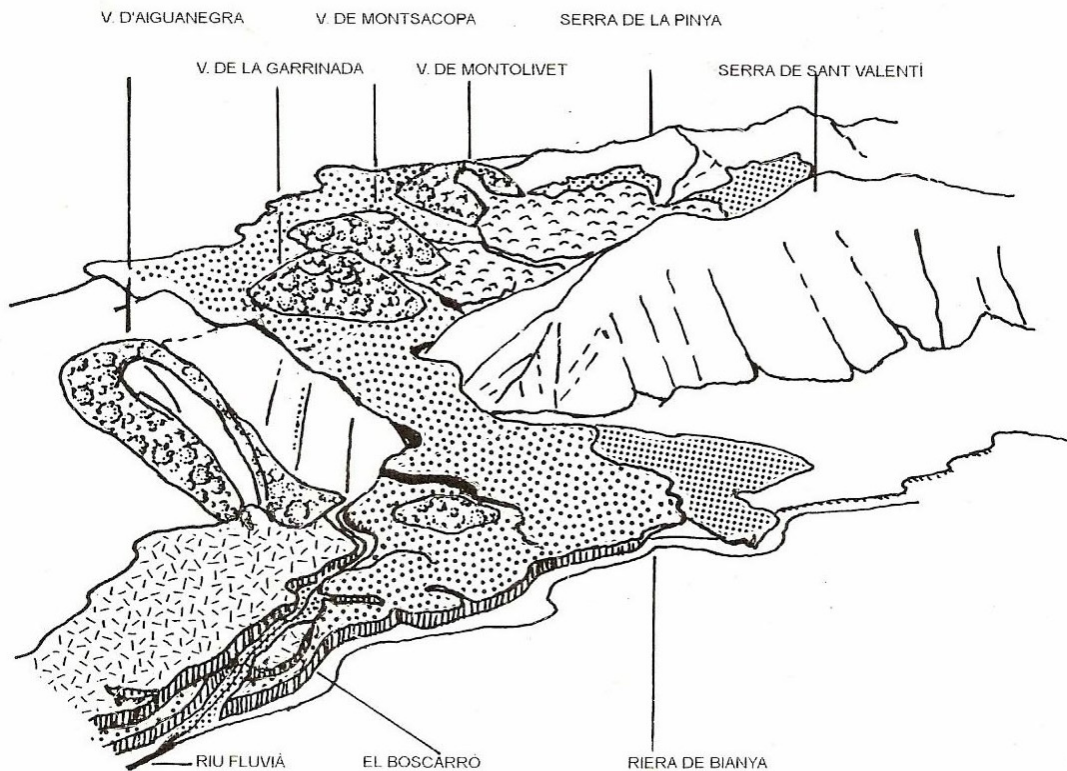 V. D'AIGUANEGRA V. DE MONTSACOPA SERRA DE LA PINYA
V. DE LA GARRINADA V. DE MONTOLIVET SERRA DE SANT VALENTÍ
RIU FLUVIÀ EL BOSCARRÓ RIERA DE BIANYA